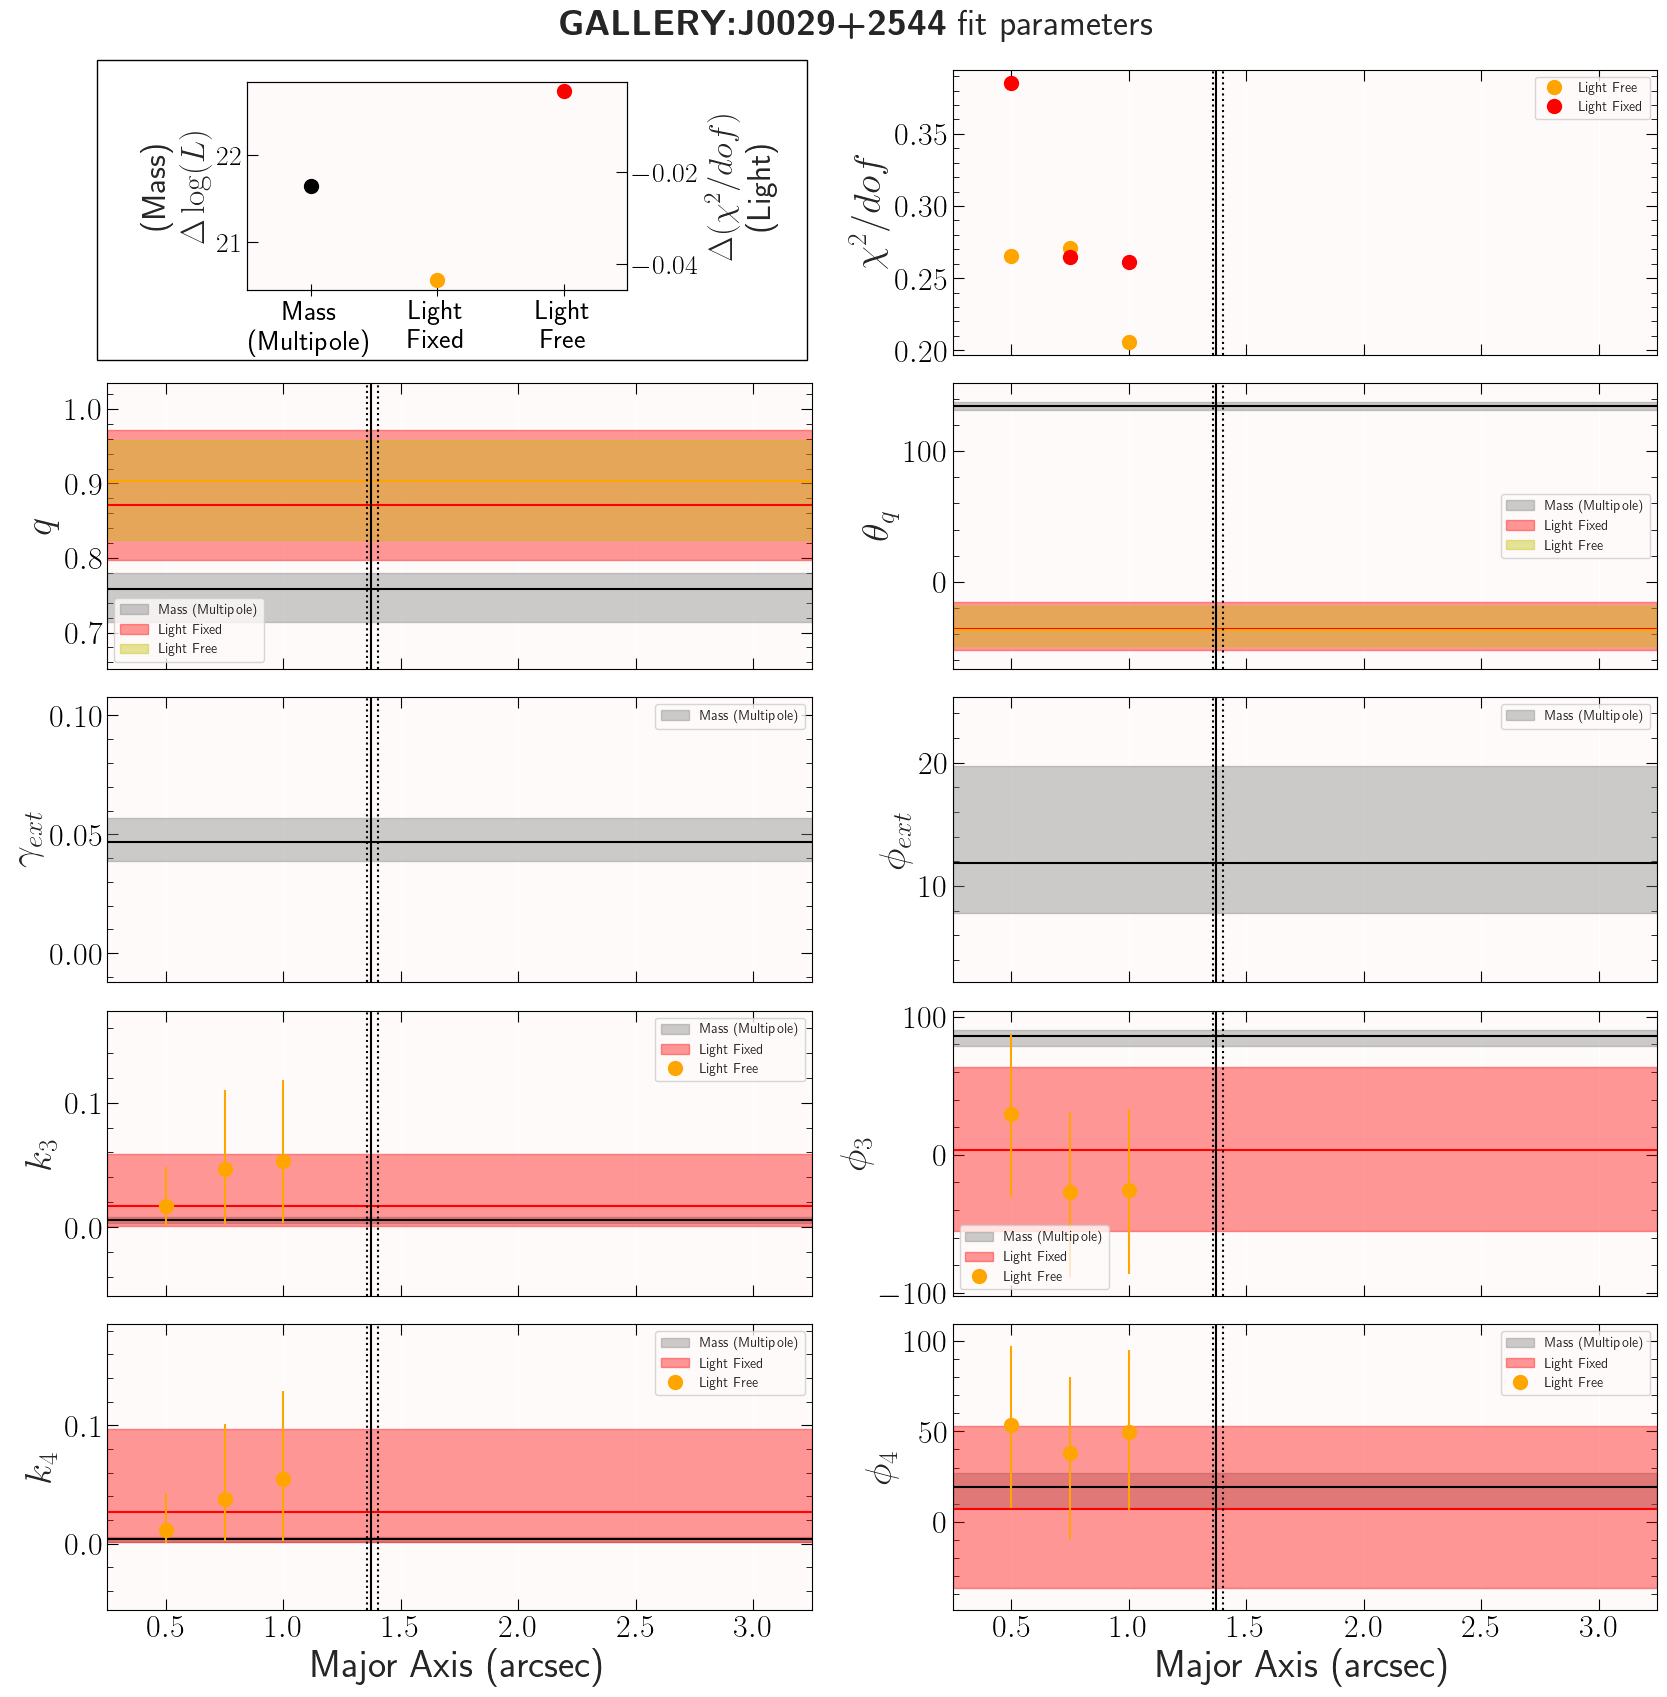 GALLERY:J0029+2544 fit parameters
(Mass)
Δ log(L)
22
21
−0.02
−0.04
Δ(χ²/dof)
(Light)
Mass
(Multipole)
Light
Fixed
Light
Free
χ²/dof
0.35
0.30
0.25
0.20
Light Free
Light Fixed
q
1.0
0.9
0.8
0.7
Mass (Multipole)
Light Fixed
Light Free
θ_q
100
0
Mass (Multipole)
Light Fixed
Light Free
γ_ext
0.10
0.05
0.00
Mass (Multipole)
ϕ_ext
20
10
Mass (Multipole)
k_3
0.1
0.0
Mass (Multipole)
Light Fixed
Light Free
ϕ_3
100
0
−100
Mass (Multipole)
Light Fixed
Light Free
k_4
0.1
0.0
Mass (Multipole)
Light Fixed
Light Free
0.5 1.0 1.5 2.0 2.5 3.0
Major Axis (arcsec)
ϕ_4
100
50
0
Mass (Multipole)
Light Fixed
Light Free
0.5 1.0 1.5 2.0 2.5 3.0
Major Axis (arcsec)